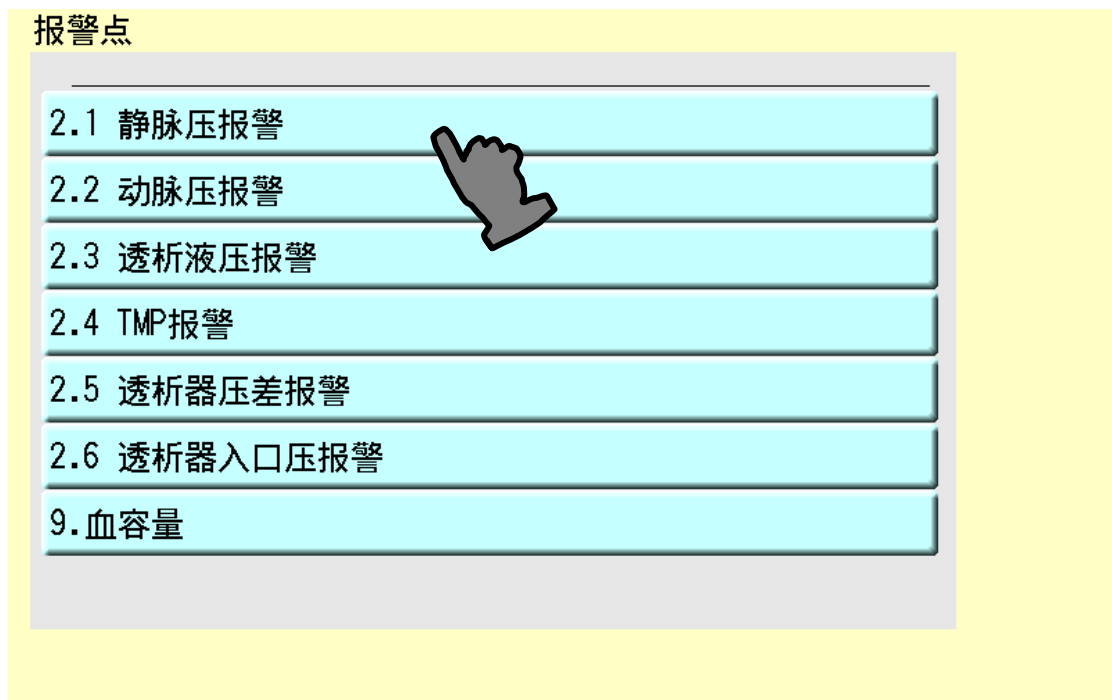 报警点
2.1 静脉压报警
2.2 动脉压报警
2.3 透析液压报警
2.4 TMP报警
2.5 透析器压差报警
2.6 透析器入口压报警
9.血容量